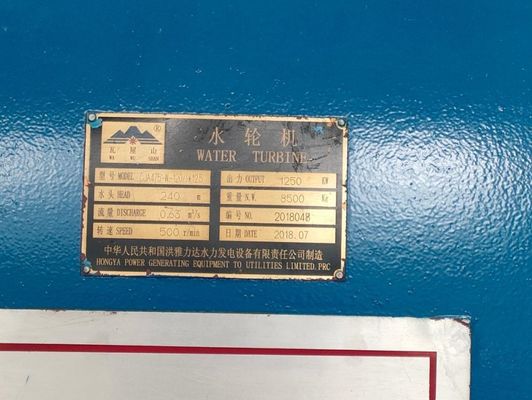 R
瓦屋山
WA WU SHAN
水轮机
WATER TURBINE
型号 MODEL
出力 OUTPUT 1250 KW
水头 HEAD 240 m
重量 N.W. 8500 Kg
流量 DISCHARGE 0.63 m³/s
编号 NO. 2018048
转速 SPEED 500 r/min
日期 DATE 2018.07
中华人民共和国洪雅力达水力发电设备有限责任公司制造
HONGYA POWER GENERATING EQUIPMENT TO UTILITIES LIMITED.PRC